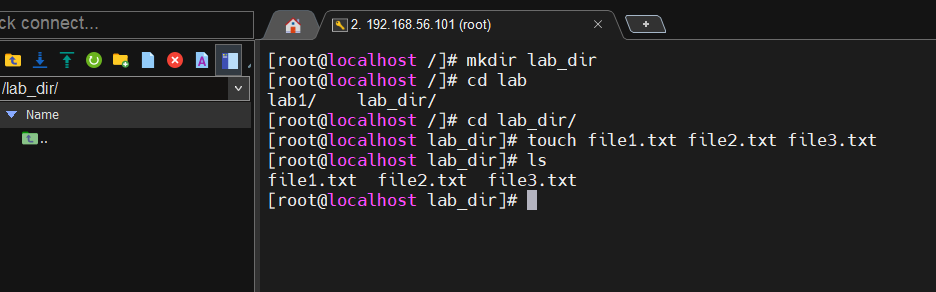 ck connect...
2. 192.168.56.101 (root)
/lab_dir/
Name
..
[root@localhost /]# mkdir lab_dir
[root@localhost /]# cd lab
lab1/    lab_dir/
[root@localhost /]# cd lab_dir/
[root@localhost lab_dir]# touch file1.txt file2.txt file3.txt
[root@localhost lab_dir]# ls
file1.txt  file2.txt  file3.txt
[root@localhost lab_dir]#